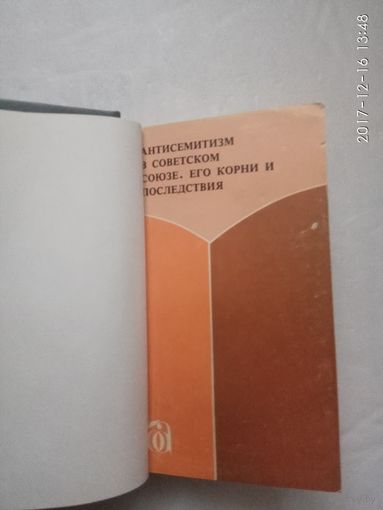 2017-12-16 13:48
АНТИСЕМИТИЗМ
В СОВЕТСКОМ
СОЮЗЕ. ЕГО КОРНИ И
ПОСЛЕДСТВИЯ